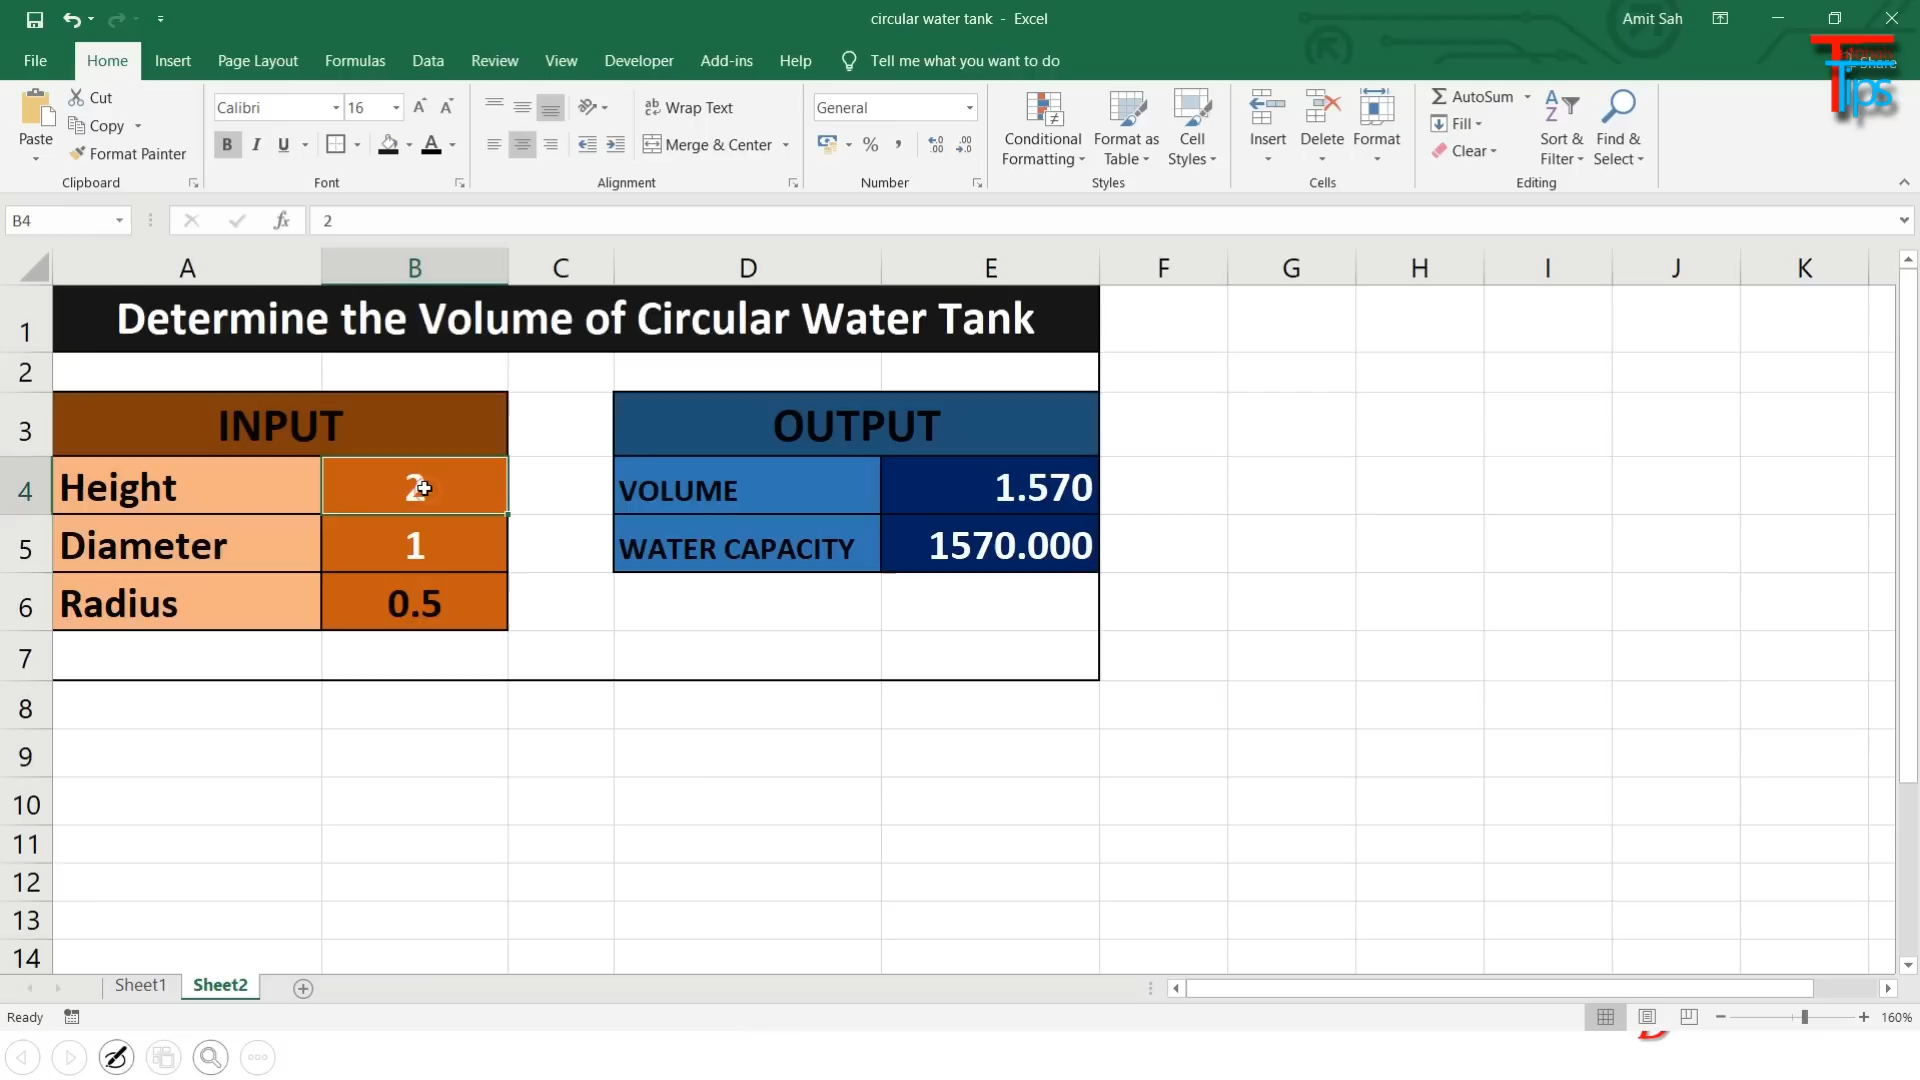 circular water tank - Excel
Amit Sah
File Home Insert Page Layout Formulas Data Review View Developer Add-ins Help Tell me what you want to do
Share
Tips
Paste
Cut
Copy
Format Painter
Clipboard
Calibri 16
B I U A
Font
Wrap Text
Merge & Center
Alignment
General
%
Number
Conditional Formatting
Format as Table
Cell Styles
Styles
Insert Delete Format
Cells
AutoSum
Fill
Clear
Sort & Filter
Find & Select
Editing
B4 fx 2
A B C D E F G H I J K
1 Determine the Volume of Circular Water Tank
2
3 INPUT OUTPUT
4 Height 2 VOLUME 1.570
5 Diameter 1 WATER CAPACITY 1570.000
6 Radius 0.5
7
8
9
10
11
12
13
14
Sheet1 Sheet2
Ready 160%